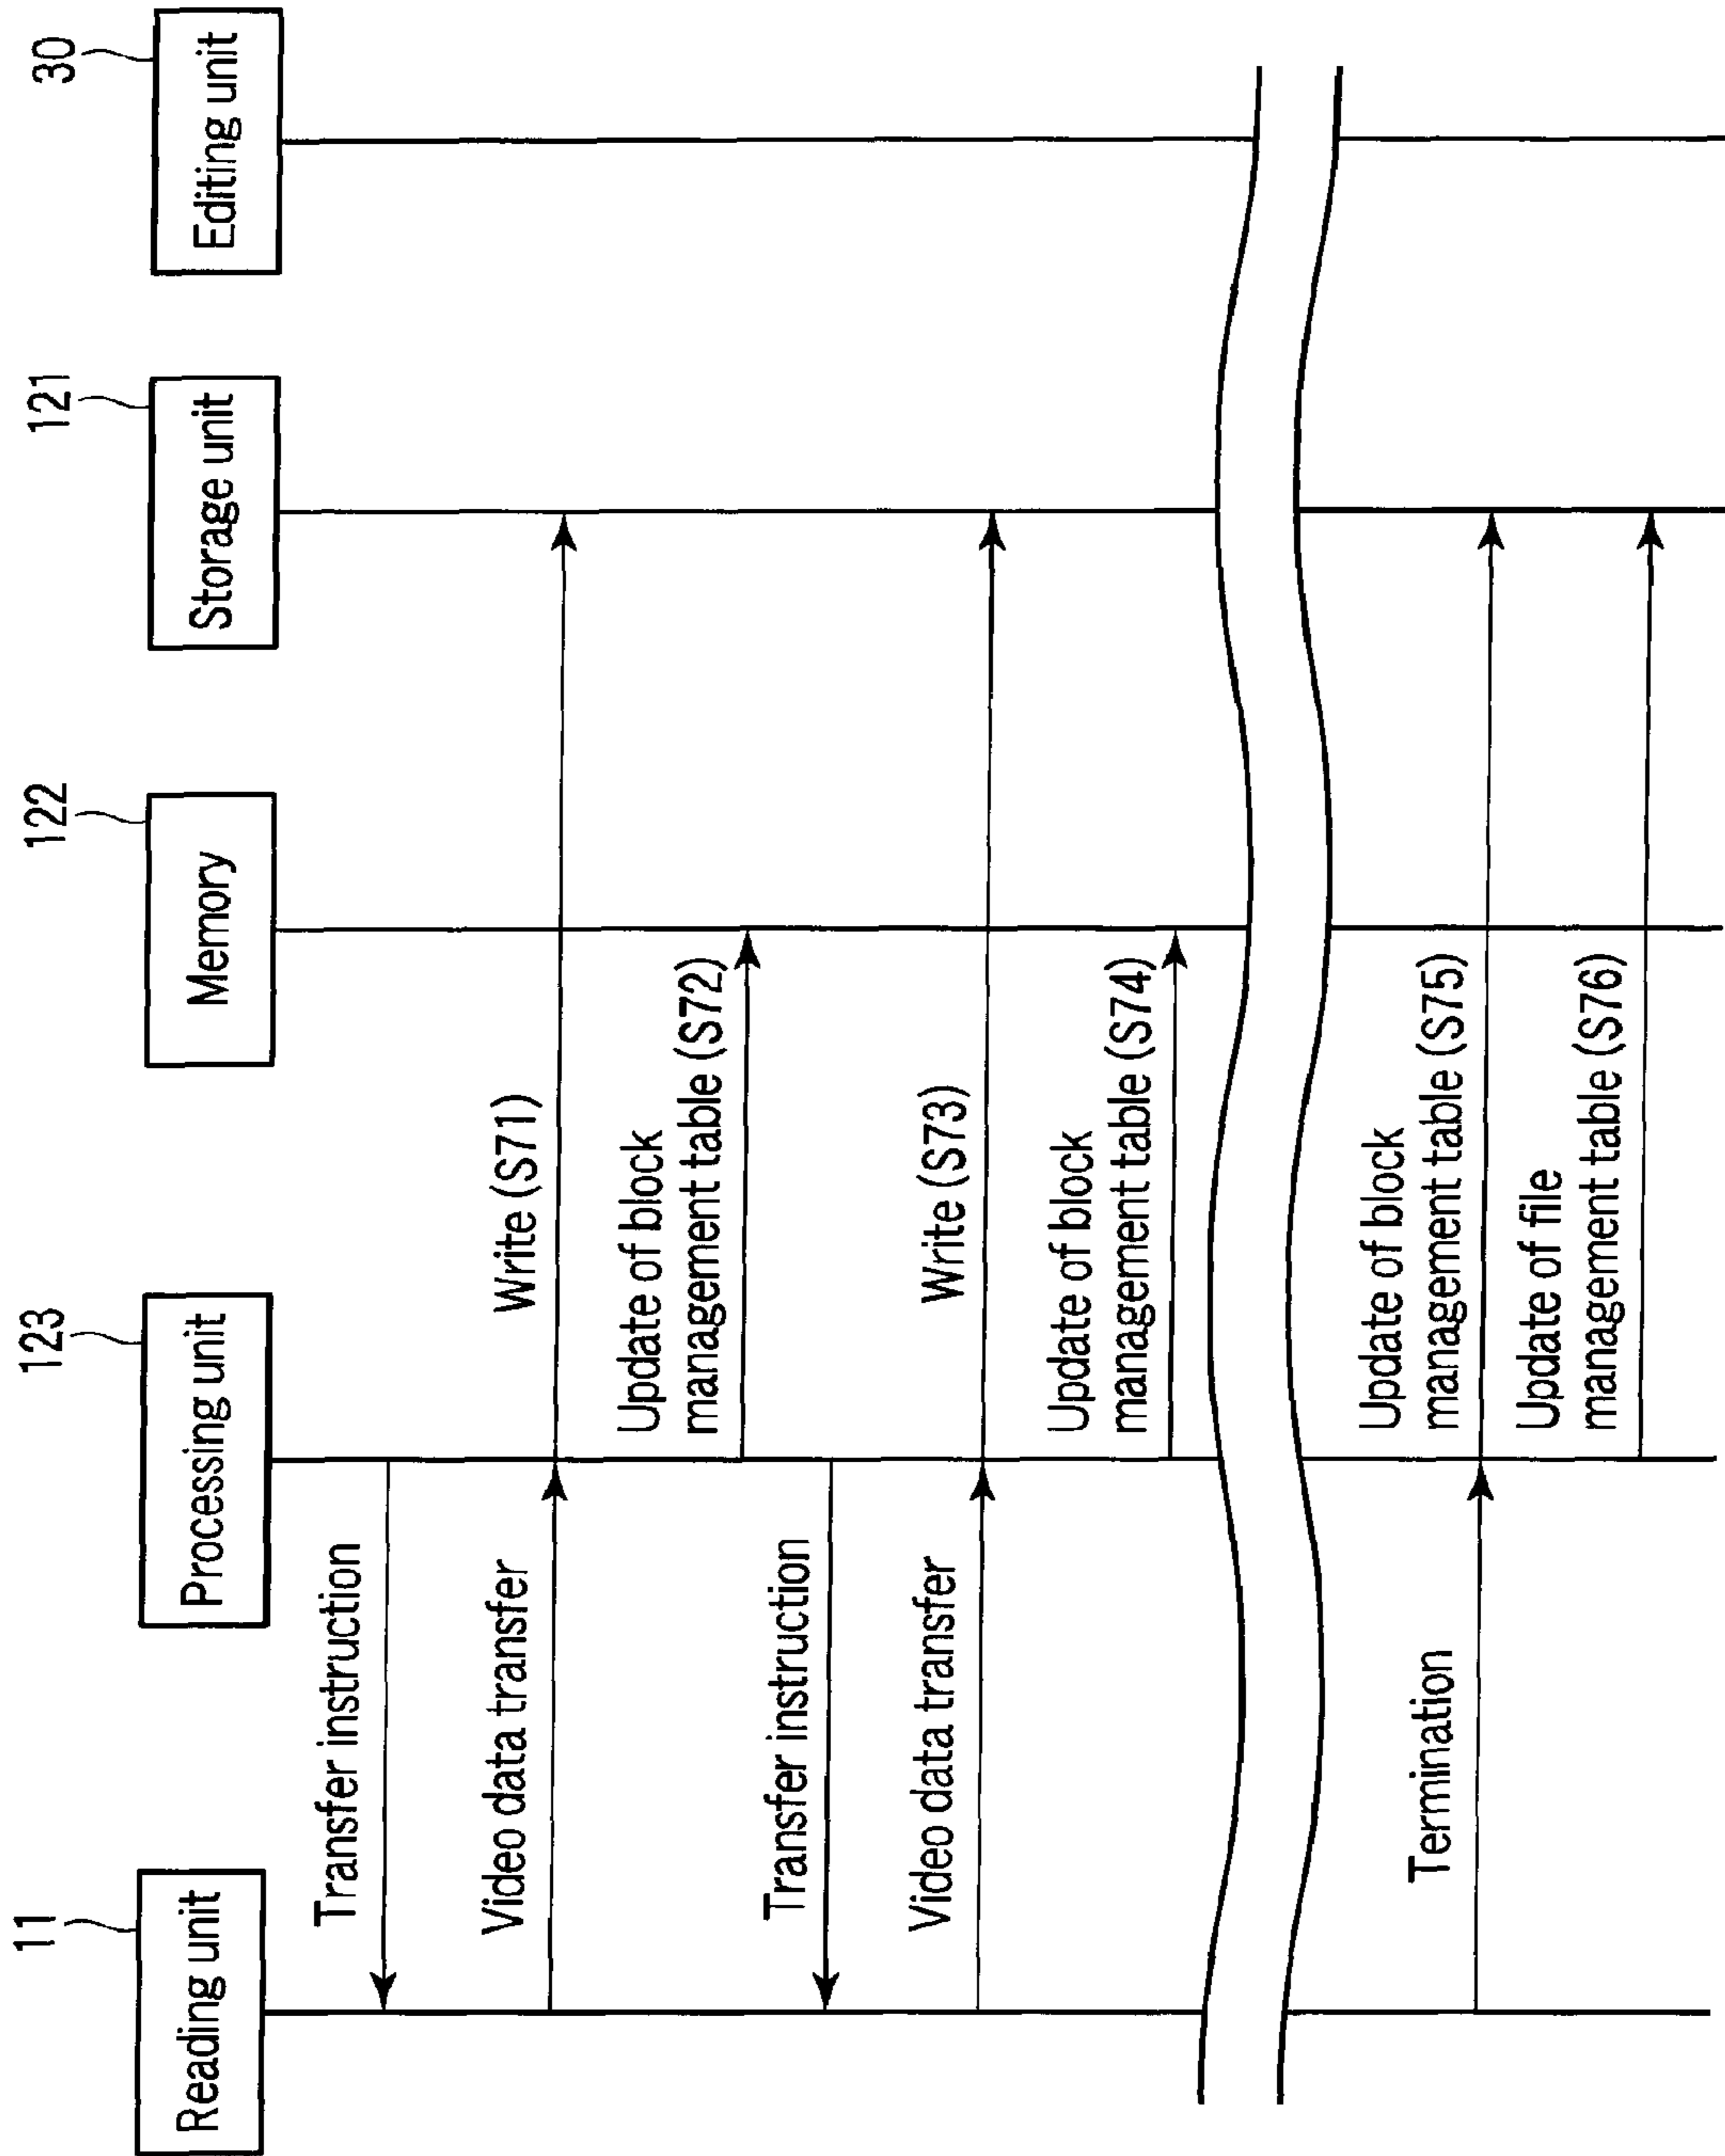 11
123
122
121
30
Reading unit
Processing unit
Memory
Storage unit
Editing unit
Transfer instruction
Video data transfer
Write (S71)
Update of block
management table (S72)
Transfer instruction
Video data transfer
Write (S73)
Update of block
management table (S74)
Termination
Update of block
management table (S75)
Update of file
management table (S76)